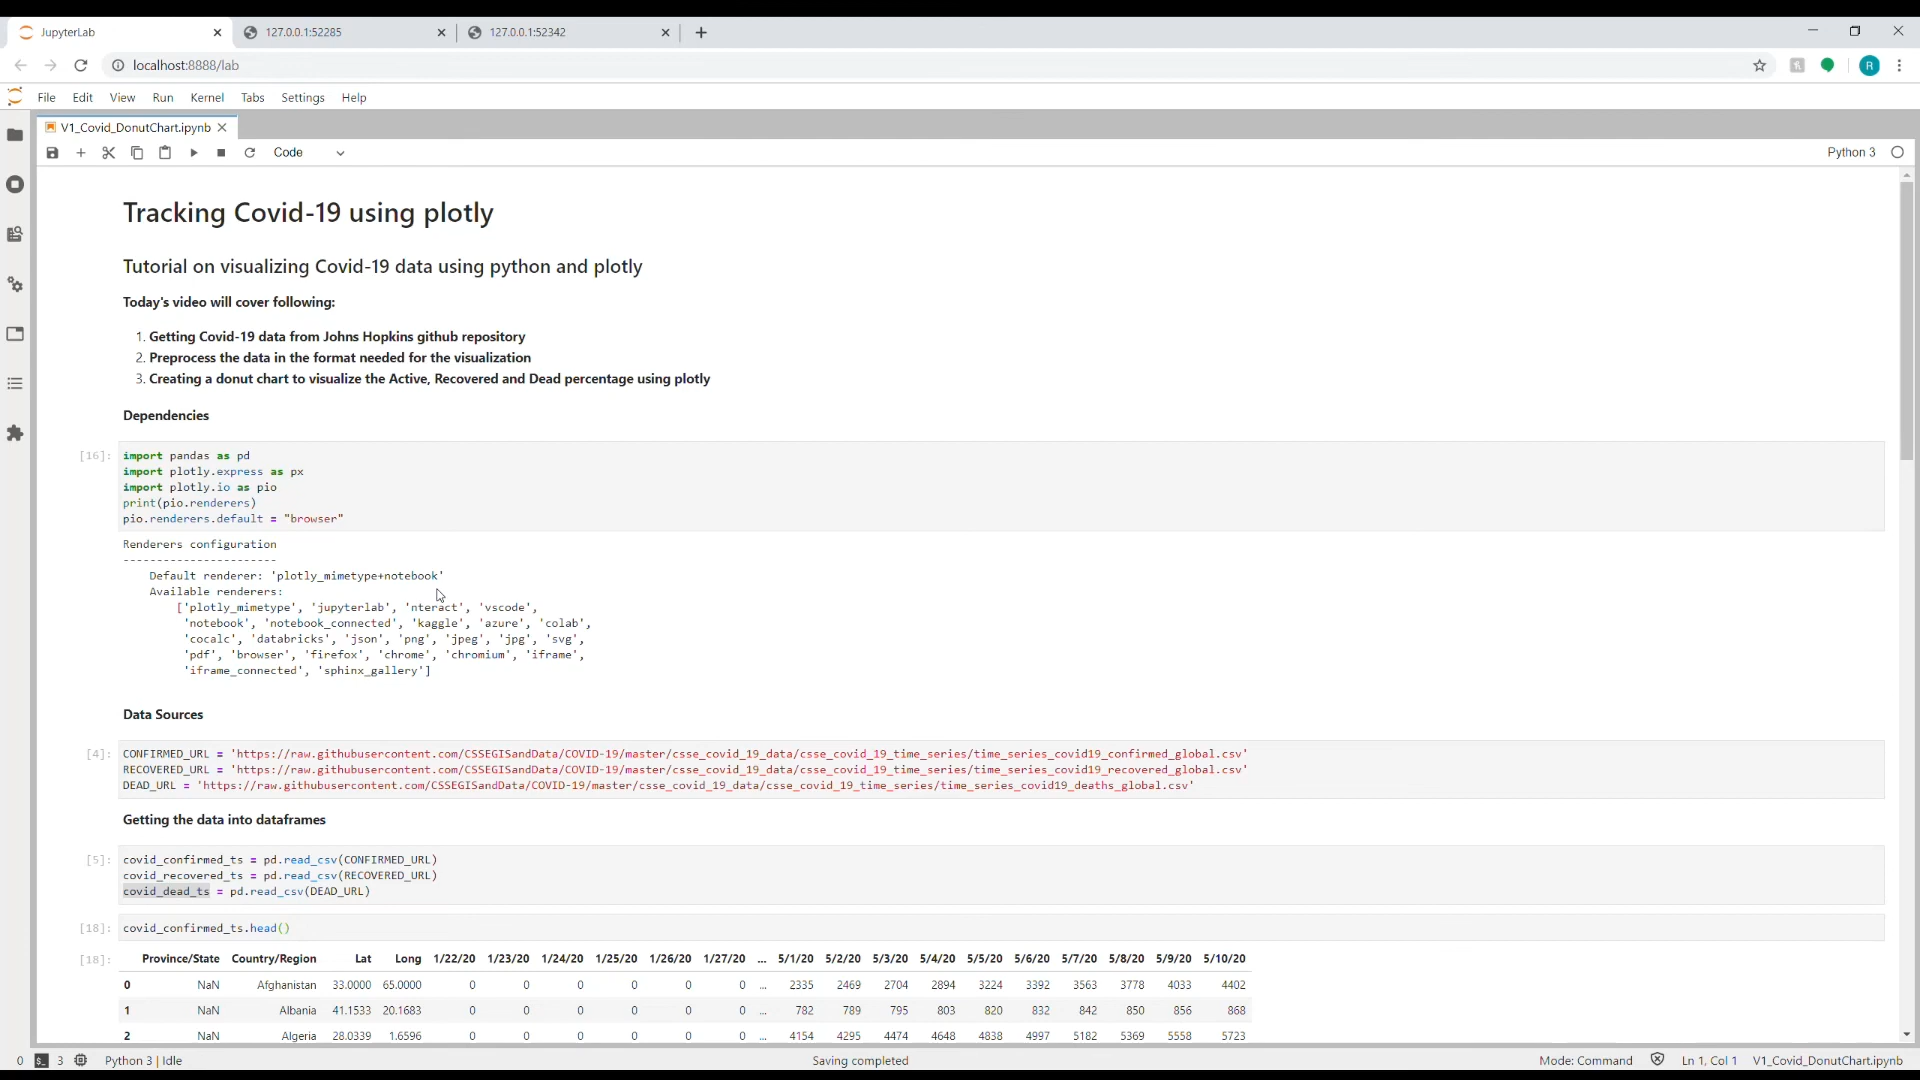 JupyterLab
127.0.0.1:52285
127.0.0.1:52342
localhost:8888/lab
R
File Edit View Run Kernel Tabs Settings Help
V1_Covid_DonutChart.ipynb
Code
Python 3
Tracking Covid-19 using plotly
Tutorial on visualizing Covid-19 data using python and plotly
Today's video will cover following:
1. Getting Covid-19 data from Johns Hopkins github repository
2. Preprocess the data in the format needed for the visualization
3. Creating a donut chart to visualize the Active, Recovered and Dead percentage using plotly
Dependencies
[16]: import pandas as pd
import plotly.express as px
import plotly.io as pio
print(pio.renderers)
pio.renderers.default = "browser"
Renderers configuration
-----------------------
Default renderer: 'plotly_mimetype+notebook'
Available renderers:
['plotly_mimetype', 'jupyterlab', 'nteract', 'vscode',
'notebook', 'notebook_connected', 'kaggle', 'azure', 'colab',
'cocalc', 'databricks', 'json', 'png', 'jpeg', 'jpg', 'svg',
'pdf', 'browser', 'firefox', 'chrome', 'chromium', 'iframe',
'iframe_connected', 'sphinx_gallery']
Data Sources
[4]: CONFIRMED_URL = 'https://raw.githubusercontent.com/CSSEGISandData/COVID-19/master/csse_covid_19_data/csse_covid_19_time_series/time_series_covid19_confirmed_global.csv'
RECOVERED_URL = 'https://raw.githubusercontent.com/CSSEGISandData/COVID-19/master/csse_covid_19_data/csse_covid_19_time_series/time_series_covid19_recovered_global.csv'
DEAD_URL = 'https://raw.githubusercontent.com/CSSEGISandData/COVID-19/master/csse_covid_19_data/csse_covid_19_time_series/time_series_covid19_deaths_global.csv'
Getting the data into dataframes
[5]: covid_confirmed_ts = pd.read_csv(CONFIRMED_URL)
covid_recovered_ts = pd.read_csv(RECOVERED_URL)
covid_dead_ts = pd.read_csv(DEAD_URL)
[18]: covid_confirmed_ts.head()
[18]: Province/State Country/Region Lat Long 1/22/20 1/23/20 1/24/20 1/25/20 1/26/20 1/27/20 ... 5/1/20 5/2/20 5/3/20 5/4/20 5/5/20 5/6/20 5/7/20 5/8/20 5/9/20 5/10/20
0 NaN Afghanistan 33.0000 65.0000 0 0 0 0 0 0 ... 2335 2469 2704 2894 3224 3392 3563 3778 4033 4402
1 NaN Albania 41.1533 20.1683 0 0 0 0 0 0 ... 782 789 795 803 820 832 842 850 856 868
2 NaN Algeria 28.0339 1.6596 0 0 0 0 0 0 ... 4154 4295 4474 4648 4838 4997 5182 5369 5558 5723
0 3 Python 3 | Idle Saving completed Mode: Command Ln 1, Col 1 V1_Covid_DonutChart.ipynb